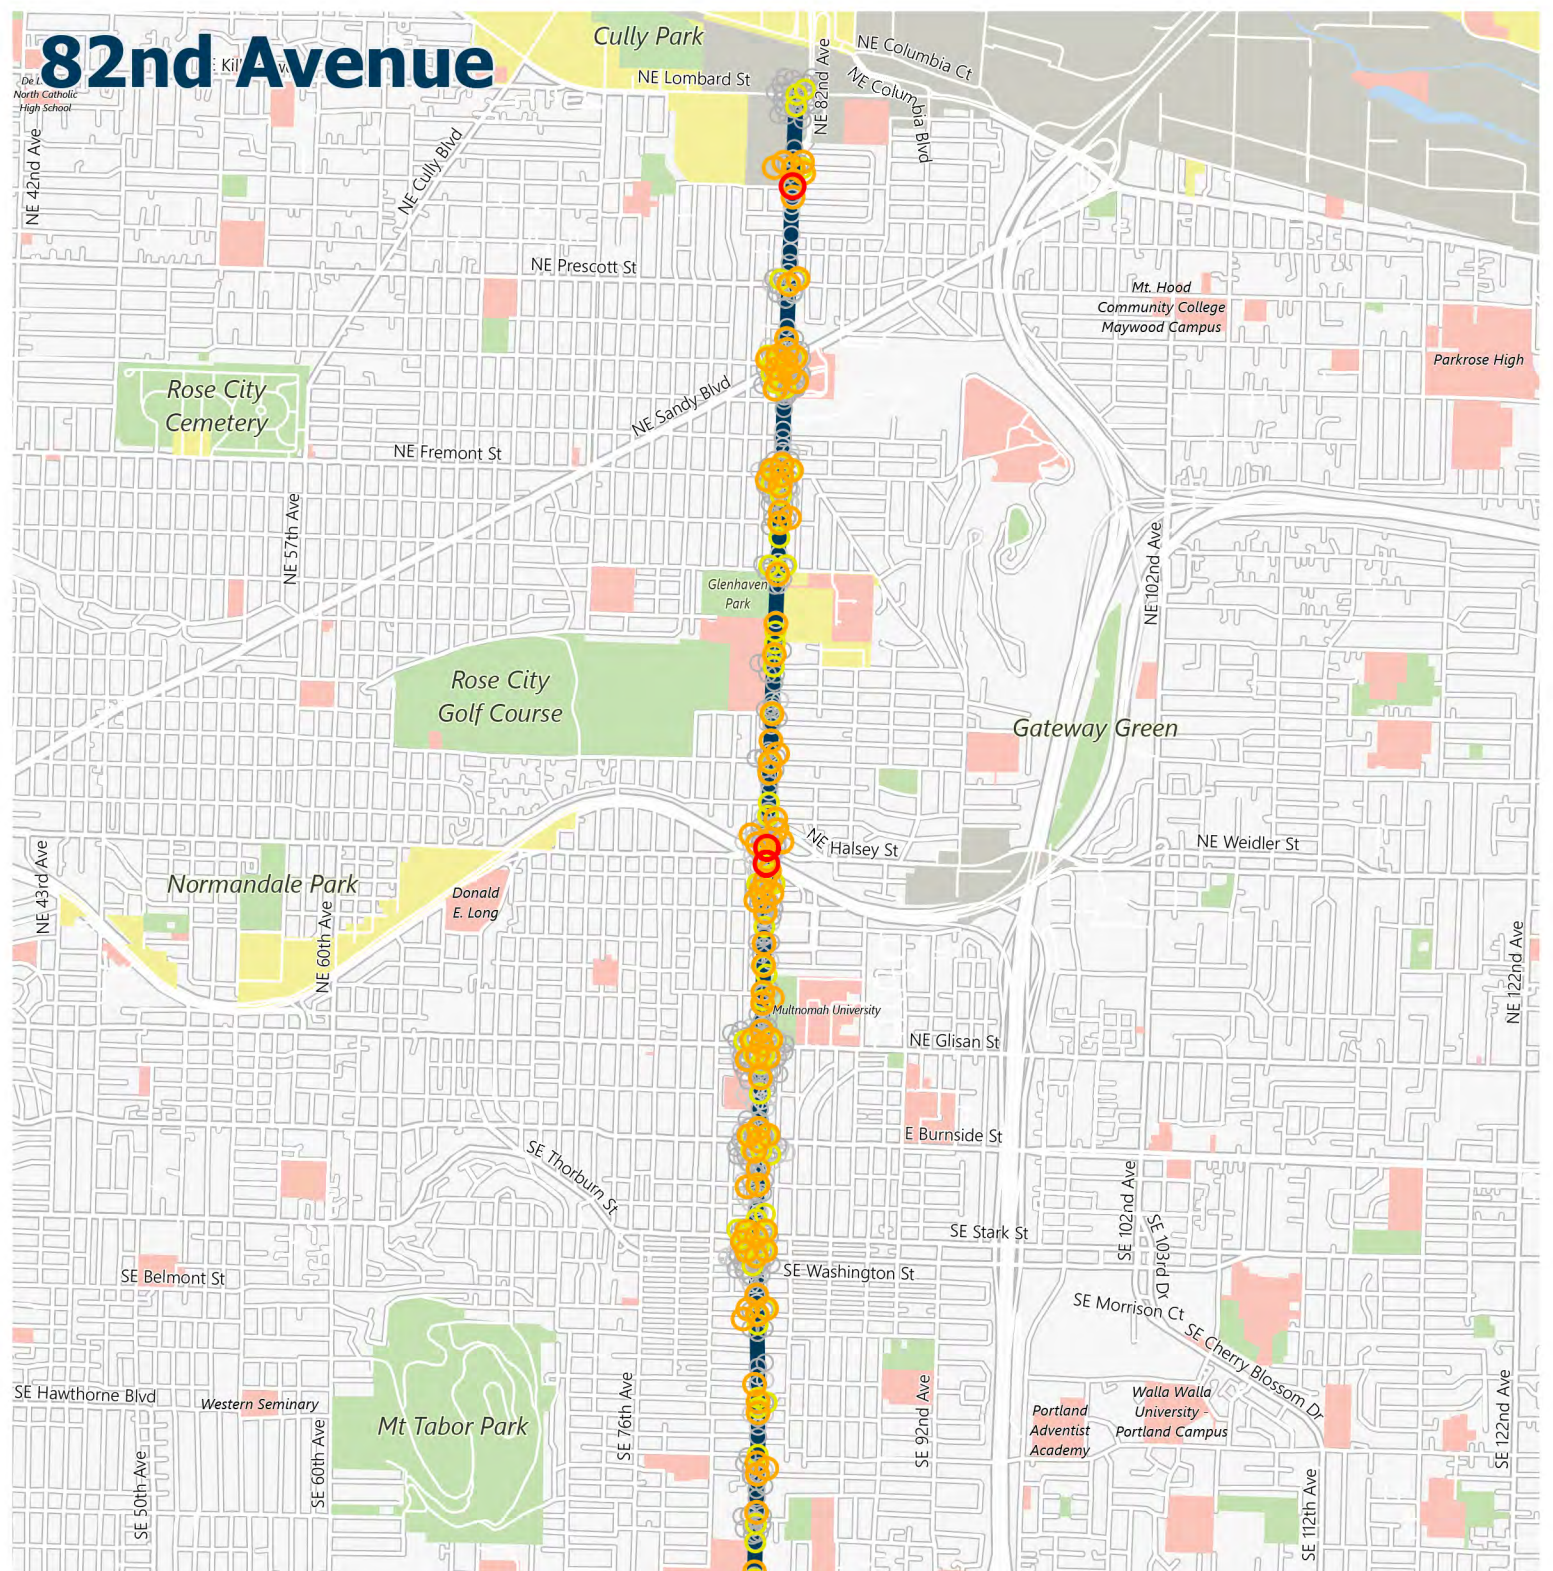 82nd Avenue
Cully Park
NE Columbia Ct
NE Lombard St
NE 82nd Ave
NE Columbia Blvd
North Catholic
High School
NE 42nd Ave
NE Cully Blvd
NE Prescott St
Mt. Hood
Community College
Maywood Campus
Parkrose High
Rose City
Cemetery
NE Sandy Blvd
NE Fremont St
NE 57th Ave
NE 102nd Ave
Glenhaven
Park
Rose City
Golf Course
Gateway Green
NE Halsey St
NE Weidler St
NE 43rd Ave
Normandale Park
Donald
E. Long
NE 60th Ave
NE 122nd Ave
Multnomah University
NE Glisan St
E Burnside St
SE Thorburn St
SE 102nd Ave
SE 103rd Dr
SE Stark St
SE Belmont St
SE Washington St
SE Morrison Ct
SE Cherry Blossom Dr
SE Hawthorne Blvd
Western Seminary
Mt Tabor Park
SE 76th Ave
SE 92nd Ave
Portland
Adventist
Academy
Walla Walla
University -
Portland Campus
SE 122nd Ave
SE 50th Ave
SE 60th Ave
SE 112th Ave